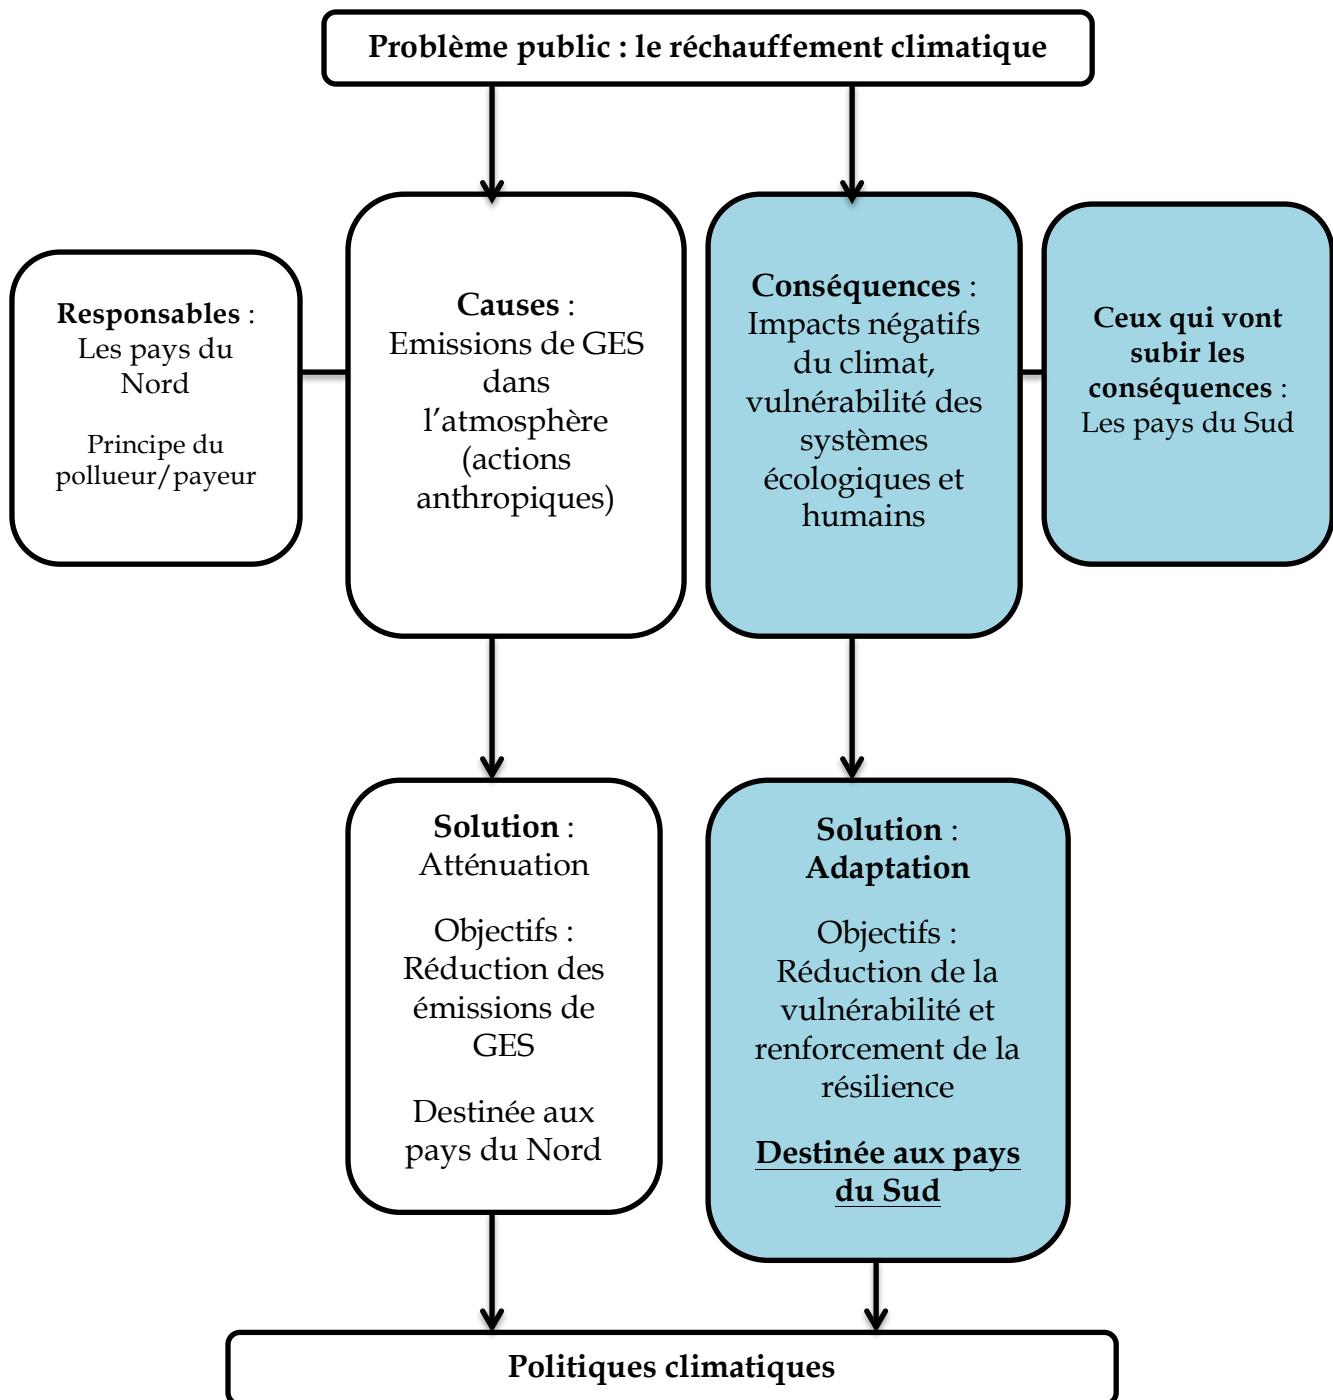 Problème public : le réchauffement climatique
Responsables :
Les pays du
Nord
Principe du
pollueur/payeur
Causes :
Emissions de GES
dans
l’atmosphère
(actions
anthropiques)
Conséquences :
Impacts négatifs
du climat,
vulnérabilité des
systèmes
écologiques et
humains
Ceux qui vont
subir les
conséquences :
Les pays du Sud
Solution :
Atténuation
Objectifs :
Réduction des
émissions de
GES
Destinée aux
pays du Nord
Solution :
Adaptation
Objectifs :
Réduction de la
vulnérabilité et
renforcement de la
résilience
Destinée aux pays
du Sud
Politiques climatiques